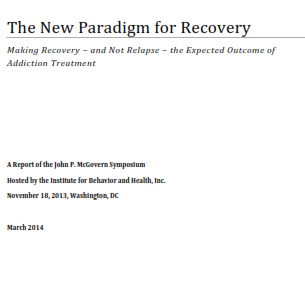 The New Paradigm for Recovery
Making Recovery – and Not Relapse – the Expected Outcome of
Addiction Treatment
A Report of the John P. McGovern Symposium
Hosted by the Institute for Behavior and Health, Inc.
November 18, 2013, Washington, DC
March 2014